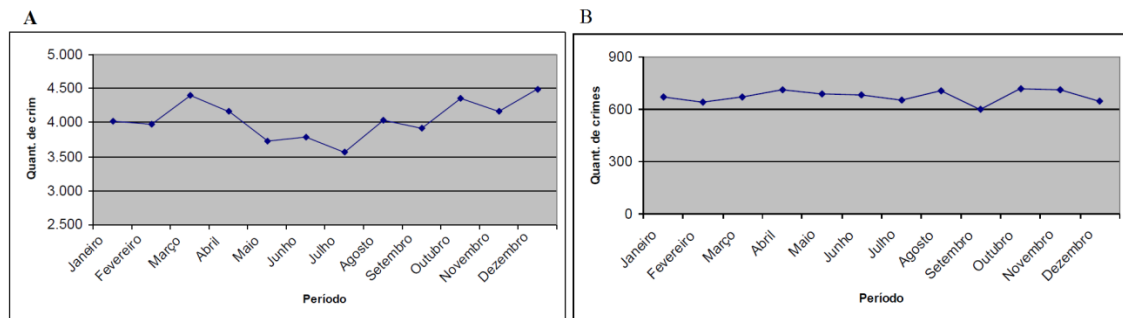 A
5.000
4.500
4.000
3.500
3.000
2.500
Quant. de crim
Janeiro
Fevereiro
Março
Abril
Maio
Junho
Julho
Agosto
Setembro
Outubro
Novembro
Dezembro
Período
B
900
600
300
0
Quant. de crimes
Janeiro
Fevereiro
Março
Abril
Maio
Junho
Julho
Agosto
Setembro
Outubro
Novembro
Dezembro
Período